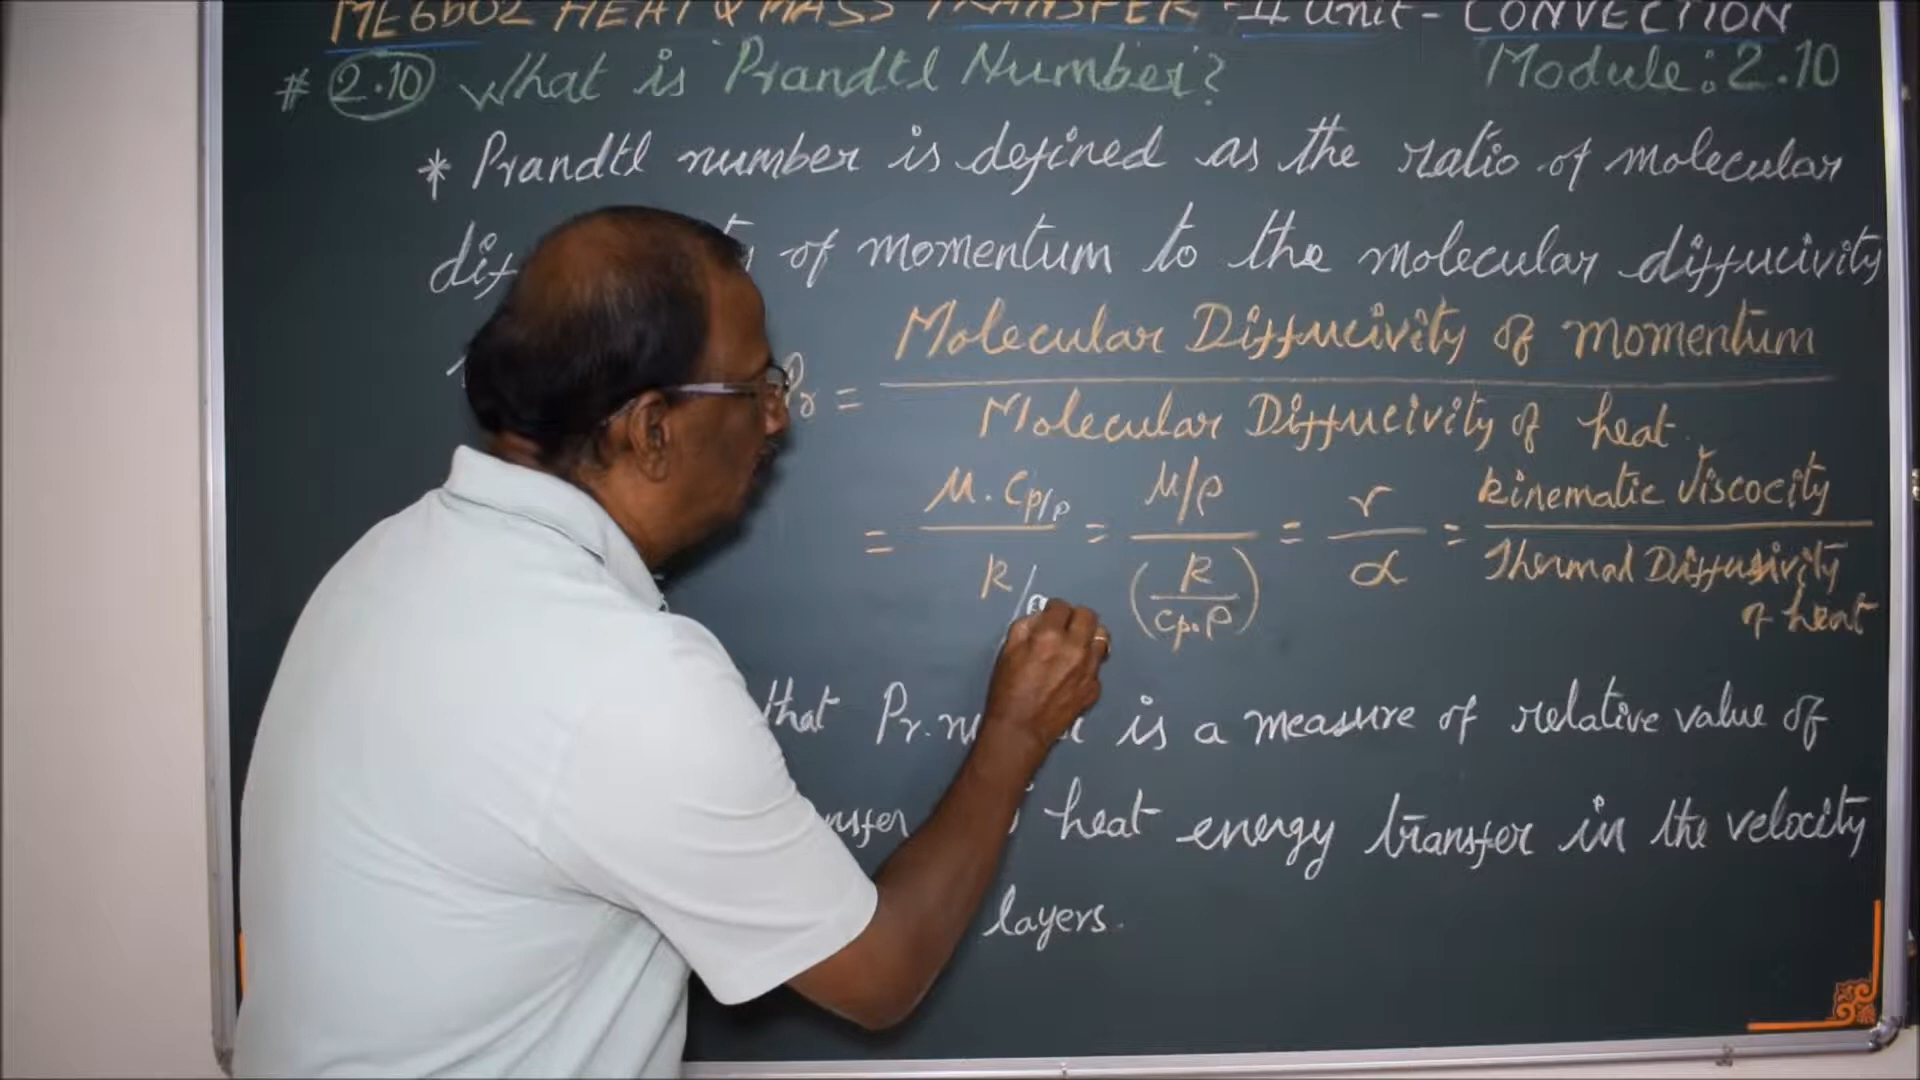 ME6602 HEAT & MASS TRANSFER - II unit - CONVECTION
# 2.10 What is 'Prandtl Number'? Module: 2.10
* Prandtl number is defined as the ratio of molecular
of momentum to the molecular diffucivity
Pr = Molecular Diffucivity of momentum
Molecular Diffucivity of heat.
= μ.Cp/ρ = μ/ρ = γ = kinematic Viscocity
k/ρ (k / Cp.ρ) α Thermal Diffusivity
of heat
that Pr. is a measure of relative value of
heat energy transfer in the velocity
layers.